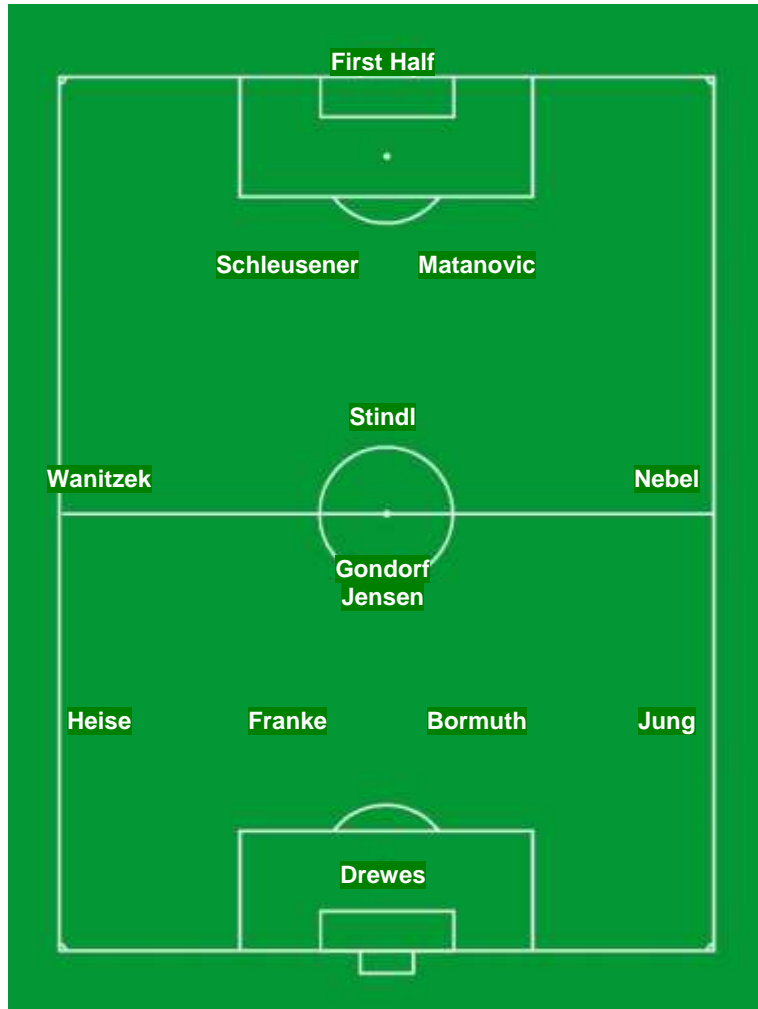 First Half
Schleusener Matanovic
Stindl
Wanitzek Nebel
Gondorf
Jensen
Heise Franke Bormuth Jung
Drewes